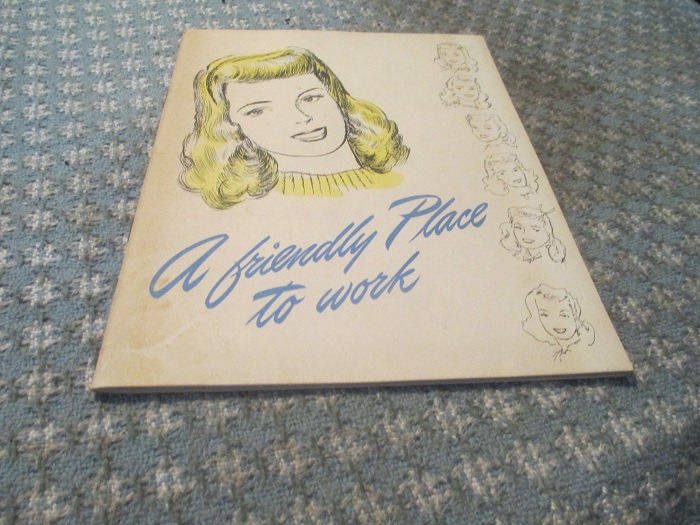 A friendly Place
to work